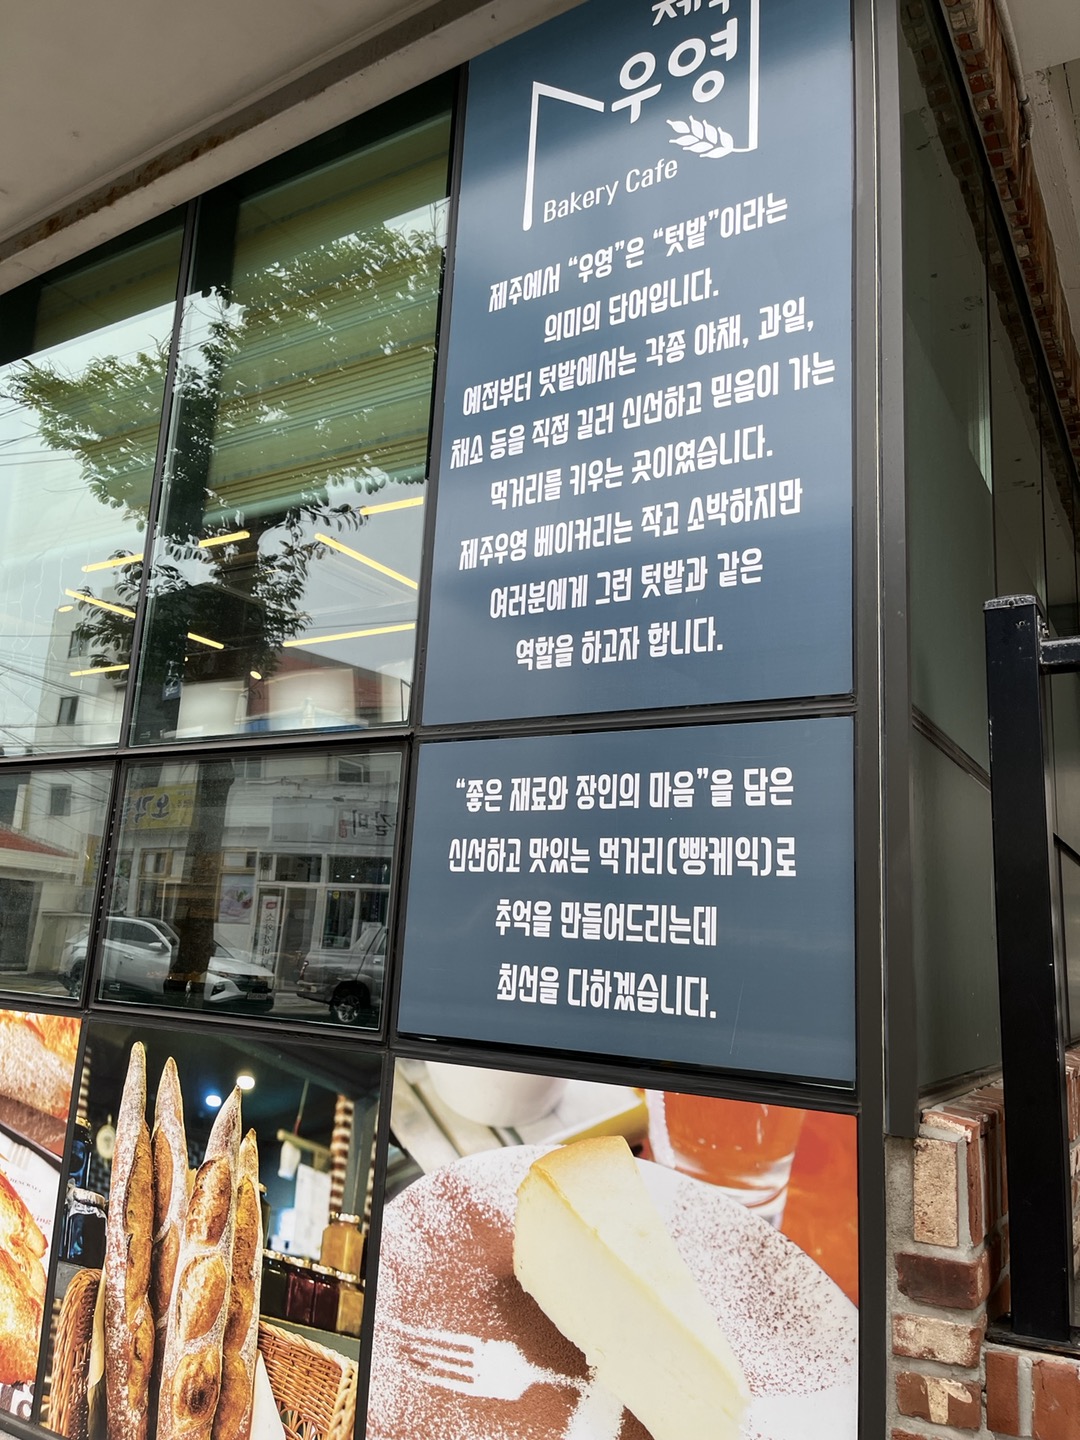 우영
Bakery Cafe
제주에서 “우영”은 “텃밭”이라는
의미의 단어입니다.
예전부터 텃밭에서는 각종 야채, 과일,
채소 등을 직접 길러 신선하고 믿음이 가는
먹거리를 키우는 곳이였습니다.
제주우영 베이커리는 작고 소박하지만
여러분에게 그런 텃밭과 같은
역할을 하고자 합니다.
“좋은 재료와 장인의 마음”을 담은
신선하고 맛있는 먹거리(빵케익)로
추억을 만들어드리는데
최선을 다하겠습니다.